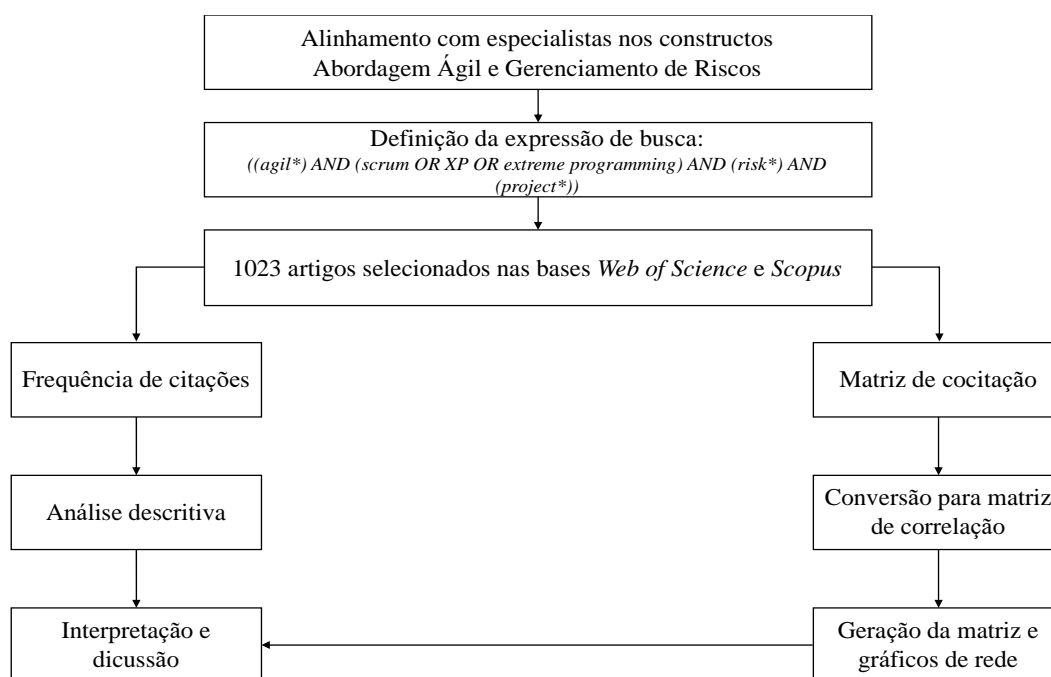 Alinhamento com especialistas nos constructos
Abordagem Ágil e Gerenciamento de Riscos
Definição da expressão de busca:
((agil*) AND (scrum OR XP OR extreme programming) AND (risk*) AND
(project*))
1023 artigos selecionados nas bases Web of Science e Scopus
Frequência de citações
Matriz de cocitação
Análise descritiva
Conversão para matriz
de correlação
Interpretação e
dicussão
Geração da matriz e
gráficos de rede